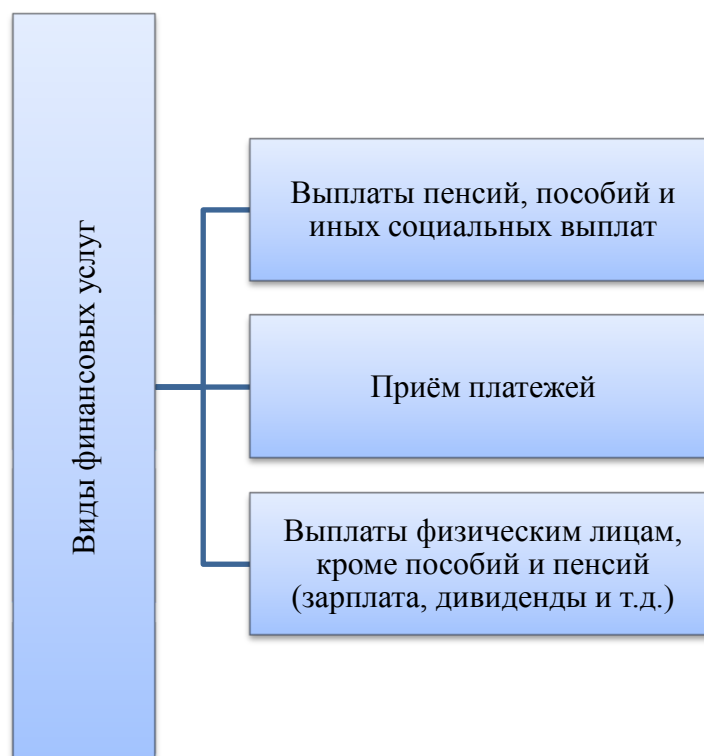 Виды финансовых услуг
Выплаты пенсий, пособий и
иных социальных выплат
Приём платежей
Выплаты физическим лицам,
кроме пособий и пенсий
(зарплата, дивиденды и т.д.)